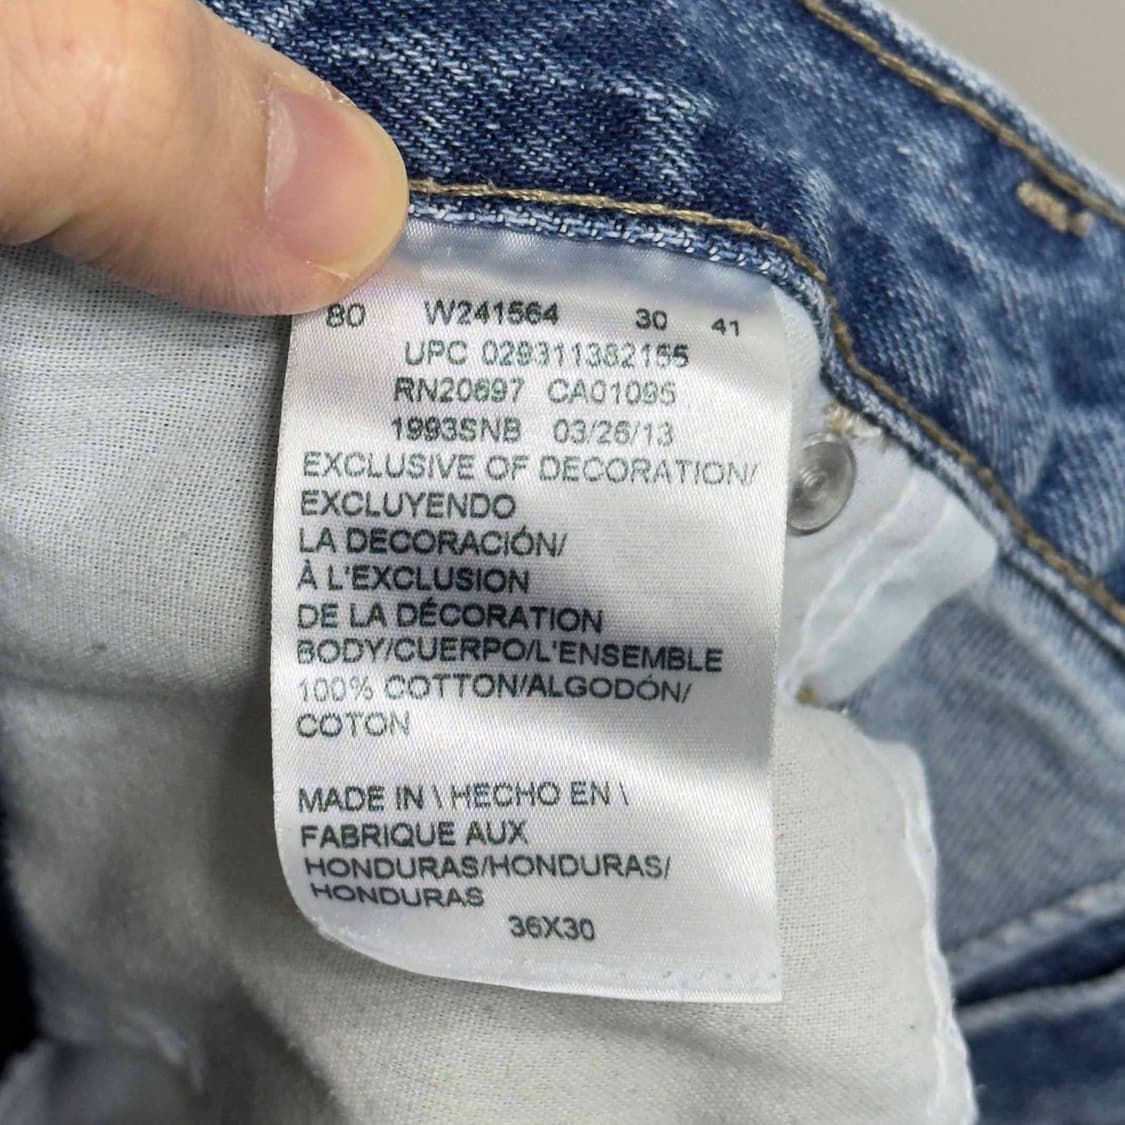 80 W241564 30 41
UPC 029311382165
RN20697 CA01095
1993SNB 03/26/13
EXCLUSIVE OF DECORATION/
EXCLUYENDO
LA DECORACIÓN/
À L'EXCLUSION
DE LA DÉCORATION
BODY/CUERPO/L'ENSEMBLE
100% COTTON/ALGODÓN/
COTON
MADE IN \ HECHO EN \
FABRIQUE AUX
HONDURAS/HONDURAS/
HONDURAS
36X30